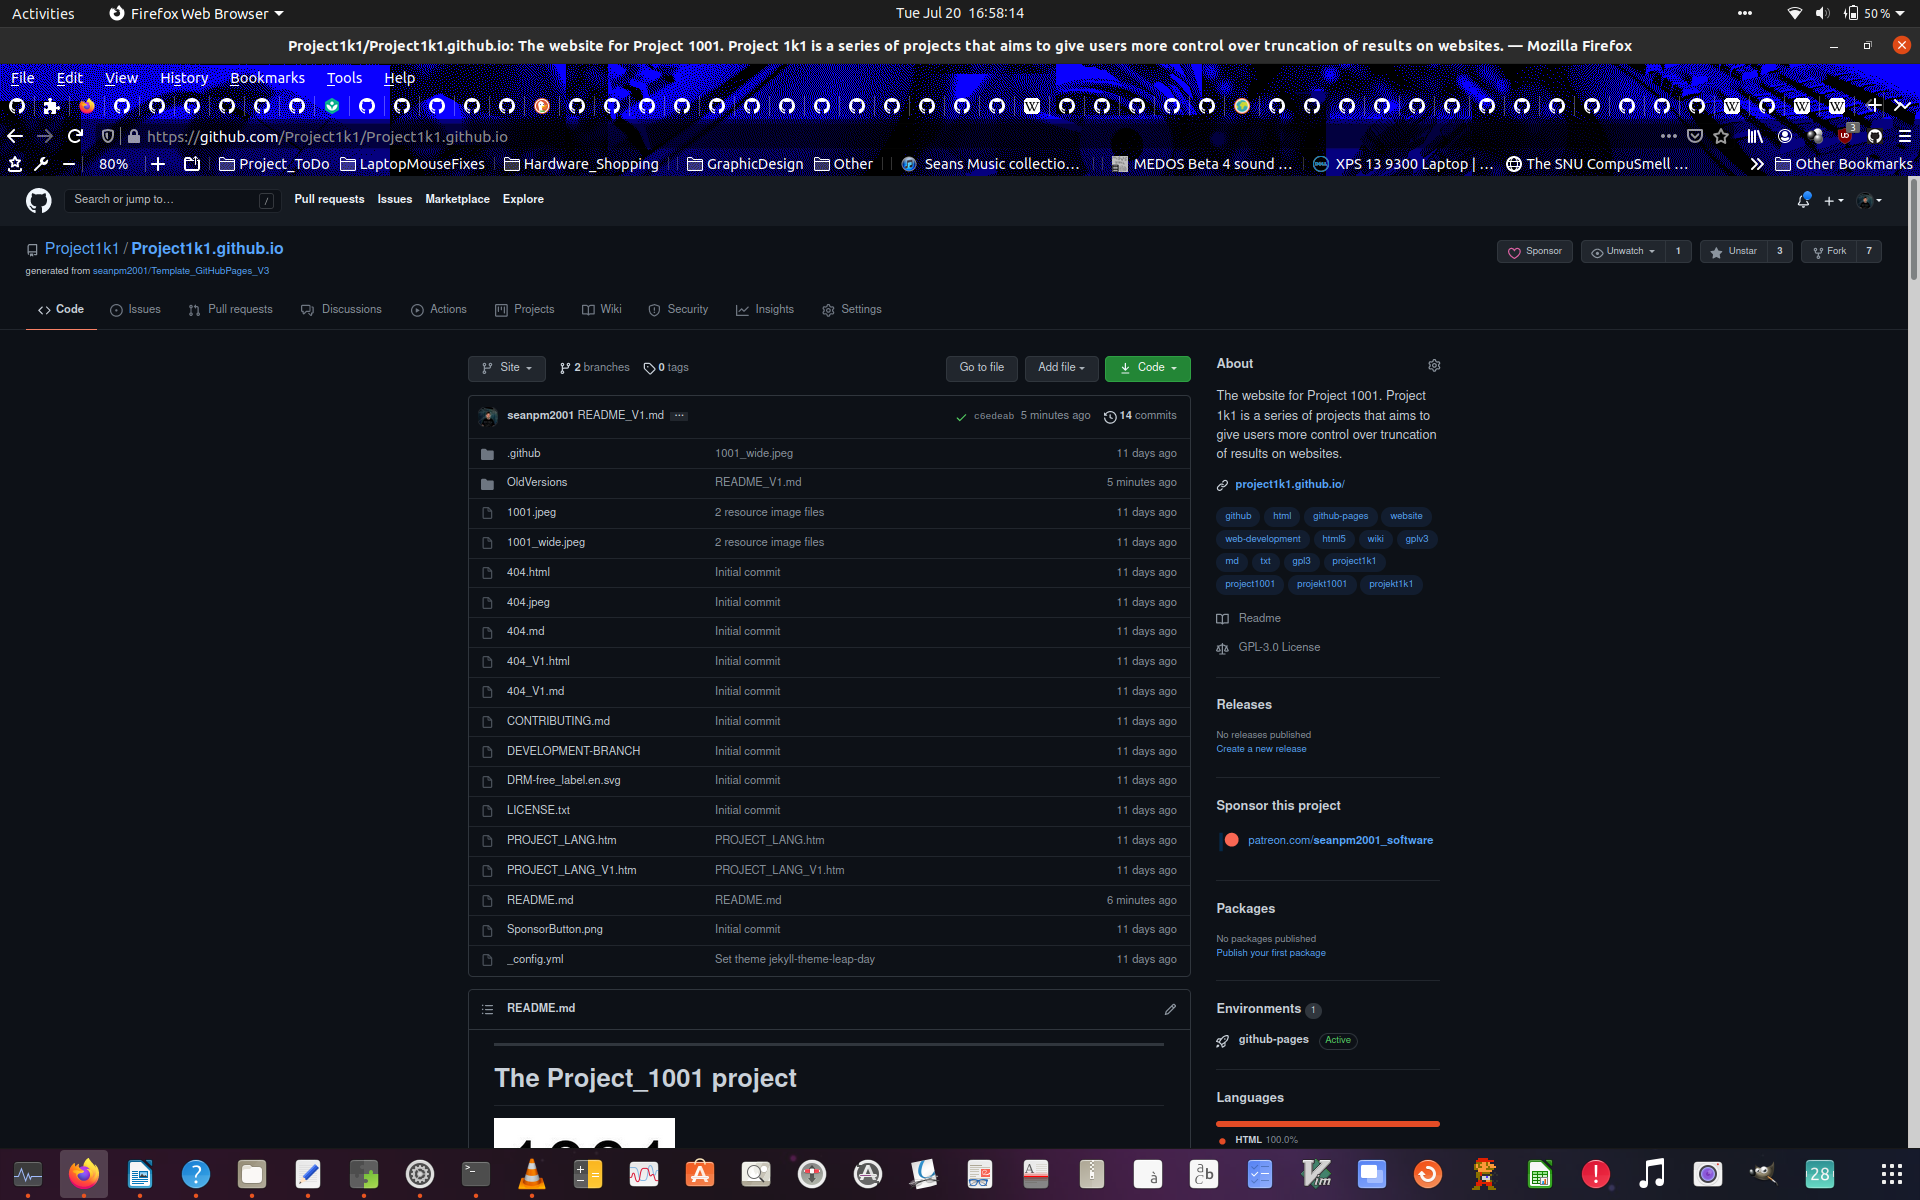 Activities Firefox Web Browser Tue Jul 20 16:58:14 50 %
Project1k1/Project1k1.github.io: The website for Project 1001. Project 1k1 is a series of projects that aims to give users more control over truncation of results on websites. — Mozilla Firefox
File Edit View History Bookmarks Tools Help
https://github.com/Project1k1/Project1k1.github.io 3
80% Project_ToDo LaptopMouseFixes Hardware_Shopping GraphicDesign Other Seans Music collectio… MEDOS Beta 4 sound … XPS 13 9300 Laptop | … The SNU CompuSmell … Other Bookmarks
Search or jump to… / Pull requests Issues Marketplace Explore
Project1k1 / Project1k1.github.io Sponsor Unwatch 1 Unstar 3 Fork 7
generated from seanpm2001/Template_GitHubPages_V3
Code Issues Pull requests Discussions Actions Projects Wiki Security Insights Settings
Site 2 branches 0 tags Go to file Add file Code
seanpm2001 README_V1.md ... c6edeab 5 minutes ago 14 commits
.github 1001_wide.jpeg 11 days ago
OldVersions README_V1.md 5 minutes ago
1001.jpeg 2 resource image files 11 days ago
1001_wide.jpeg 2 resource image files 11 days ago
404.html Initial commit 11 days ago
404.jpeg Initial commit 11 days ago
404.md Initial commit 11 days ago
404_V1.html Initial commit 11 days ago
404_V1.md Initial commit 11 days ago
CONTRIBUTING.md Initial commit 11 days ago
DEVELOPMENT-BRANCH Initial commit 11 days ago
DRM-free_label.en.svg Initial commit 11 days ago
LICENSE.txt Initial commit 11 days ago
PROJECT_LANG.htm PROJECT_LANG.htm 11 days ago
PROJECT_LANG_V1.htm PROJECT_LANG_V1.htm 11 days ago
README.md README.md 6 minutes ago
SponsorButton.png Initial commit 11 days ago
_config.yml Set theme jekyll-theme-leap-day 11 days ago
README.md
The Project_1001 project
About
The website for Project 1001. Project
1k1 is a series of projects that aims to
give users more control over truncation
of results on websites.
project1k1.github.io/
github html github-pages website
web-development html5 wiki gplv3
md txt gpl3 project1k1
project1001 projekt1001 projekt1k1
Readme
GPL-3.0 License
Releases
No releases published
Create a new release
Sponsor this project
patreon.com/seanpm2001_software
Packages
No packages published
Publish your first package
Environments 1
github-pages Active
Languages
HTML 100.0%
28